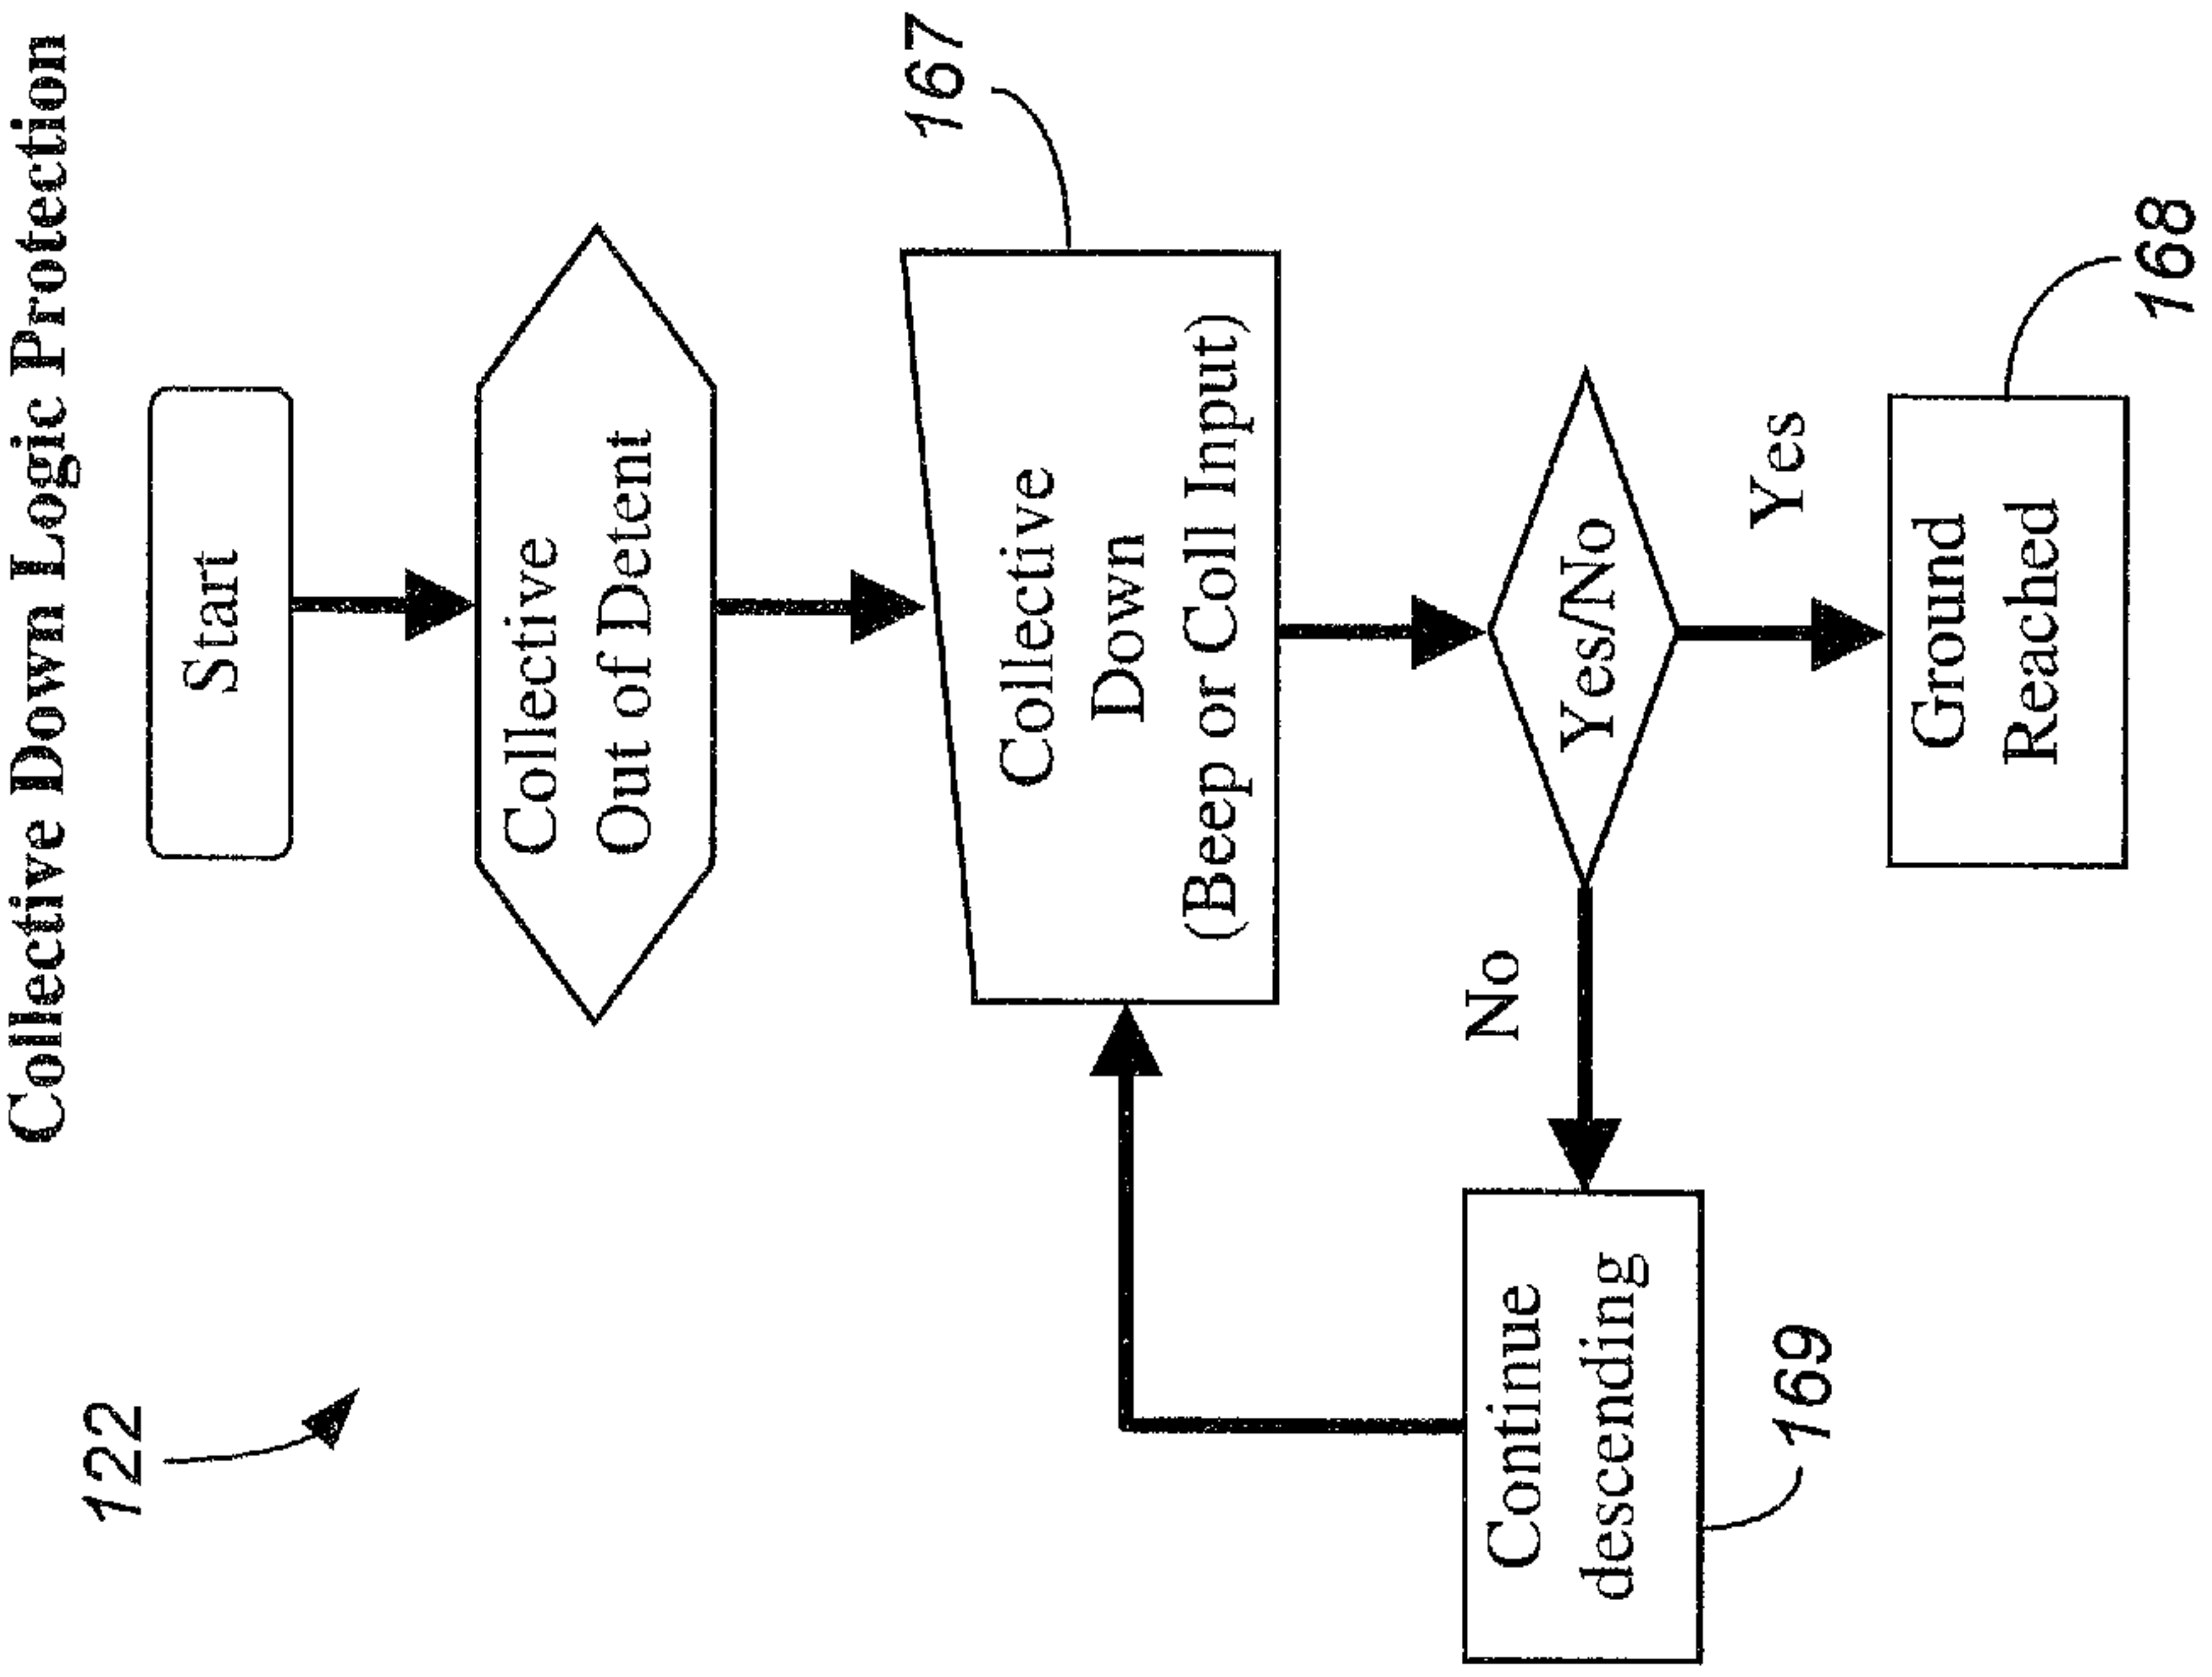 Collective Down Logic Protection
122
Start
Collective
Out of Detent
Collective
Down
(Beep or Coll Input)
167
Yes/No
No
Yes
Continue
descending
169
Ground
Reached
168